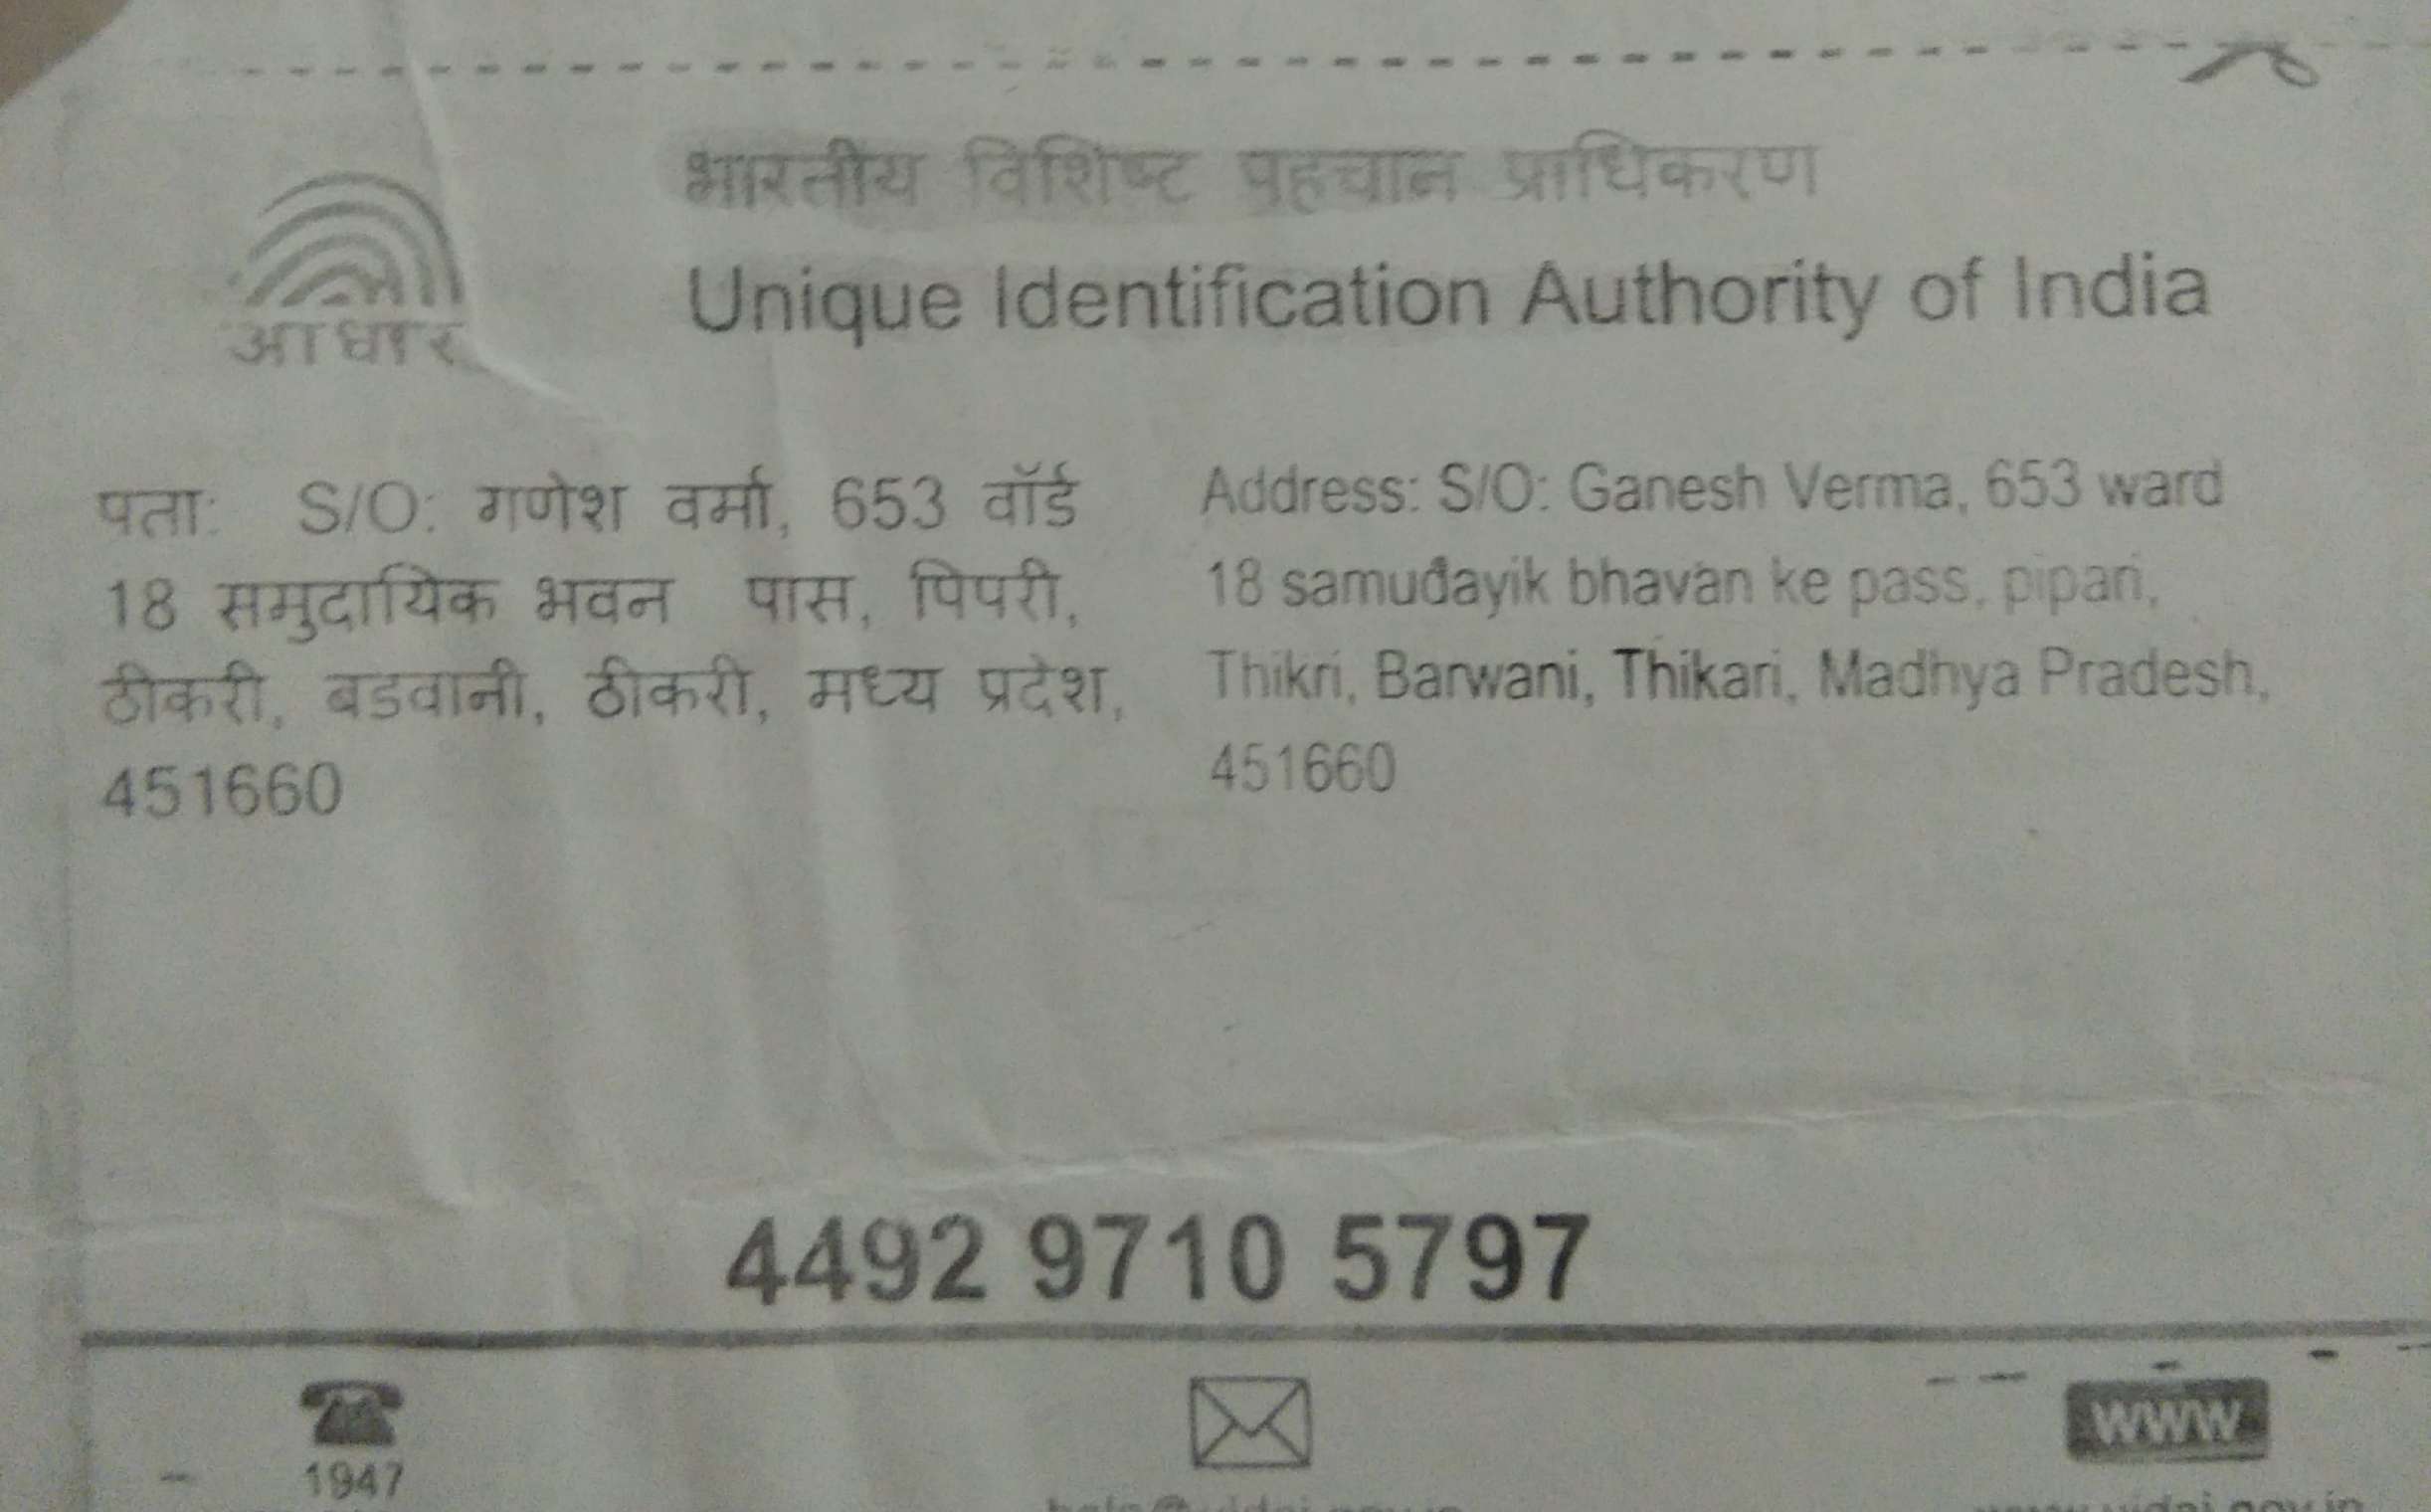 भारतीय विशिष्ट पहचान प्राधिकरण
Unique Identification Authority of India
आधार
पता: S/O: गणेश वर्मा, 653 वॉर्ड
18 समुदायिक भवन पास, पिपरी,
ठीकरी, बडवानी, ठीकरी, मध्य प्रदेश,
451660
Address: S/O: Ganesh Verma, 653 ward
18 samudayik bhavan ke pass, pipari,
Thikri, Barwani, Thikari, Madhya Pradesh,
451660
4492 9710 5797
1947
WWW